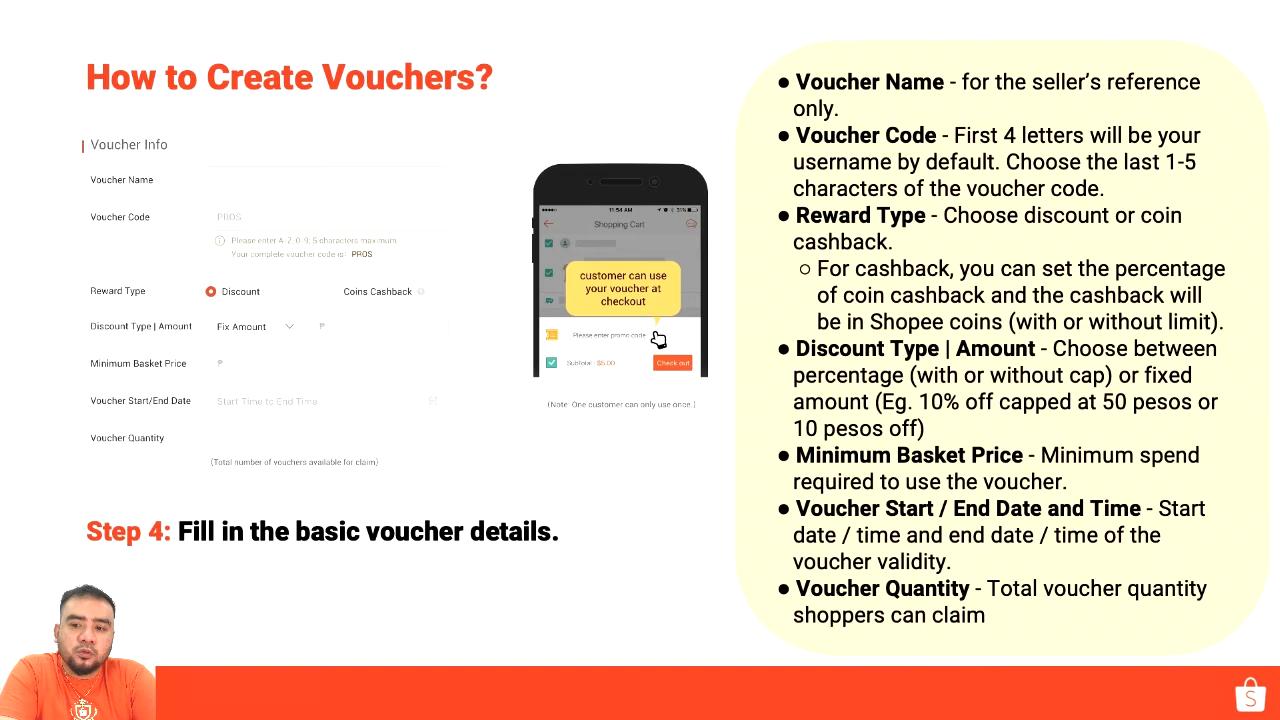 How to Create Vouchers?
Voucher Info
Voucher Name
Voucher Code
PROS
Please enter A-Z, 0-9; 5 characters maximum
Your complete voucher code is: PROS
Reward Type
Discount
Coins Cashback
Discount Type | Amount
Fix Amount
₱
Minimum Basket Price
₱
Voucher Start/End Date
Start Time to End Time
Voucher Quantity
(Total number of vouchers available for claim)
11:54 AM
31%
Shopping Cart
customer can use
your voucher at
checkout
Please enter promo code
SubTotal: $5.00
Check out
(Note: One customer can only use once.)
Step 4: Fill in the basic voucher details.
● Voucher Name - for the seller’s reference
only.
● Voucher Code - First 4 letters will be your
username by default. Choose the last 1-5
characters of the voucher code.
● Reward Type - Choose discount or coin
cashback.
○ For cashback, you can set the percentage
of coin cashback and the cashback will
be in Shopee coins (with or without limit).
● Discount Type | Amount - Choose between
percentage (with or without cap) or fixed
amount (Eg. 10% off capped at 50 pesos or
10 pesos off)
● Minimum Basket Price - Minimum spend
required to use the voucher.
● Voucher Start / End Date and Time - Start
date / time and end date / time of the
voucher validity.
● Voucher Quantity - Total voucher quantity
shoppers can claim
S